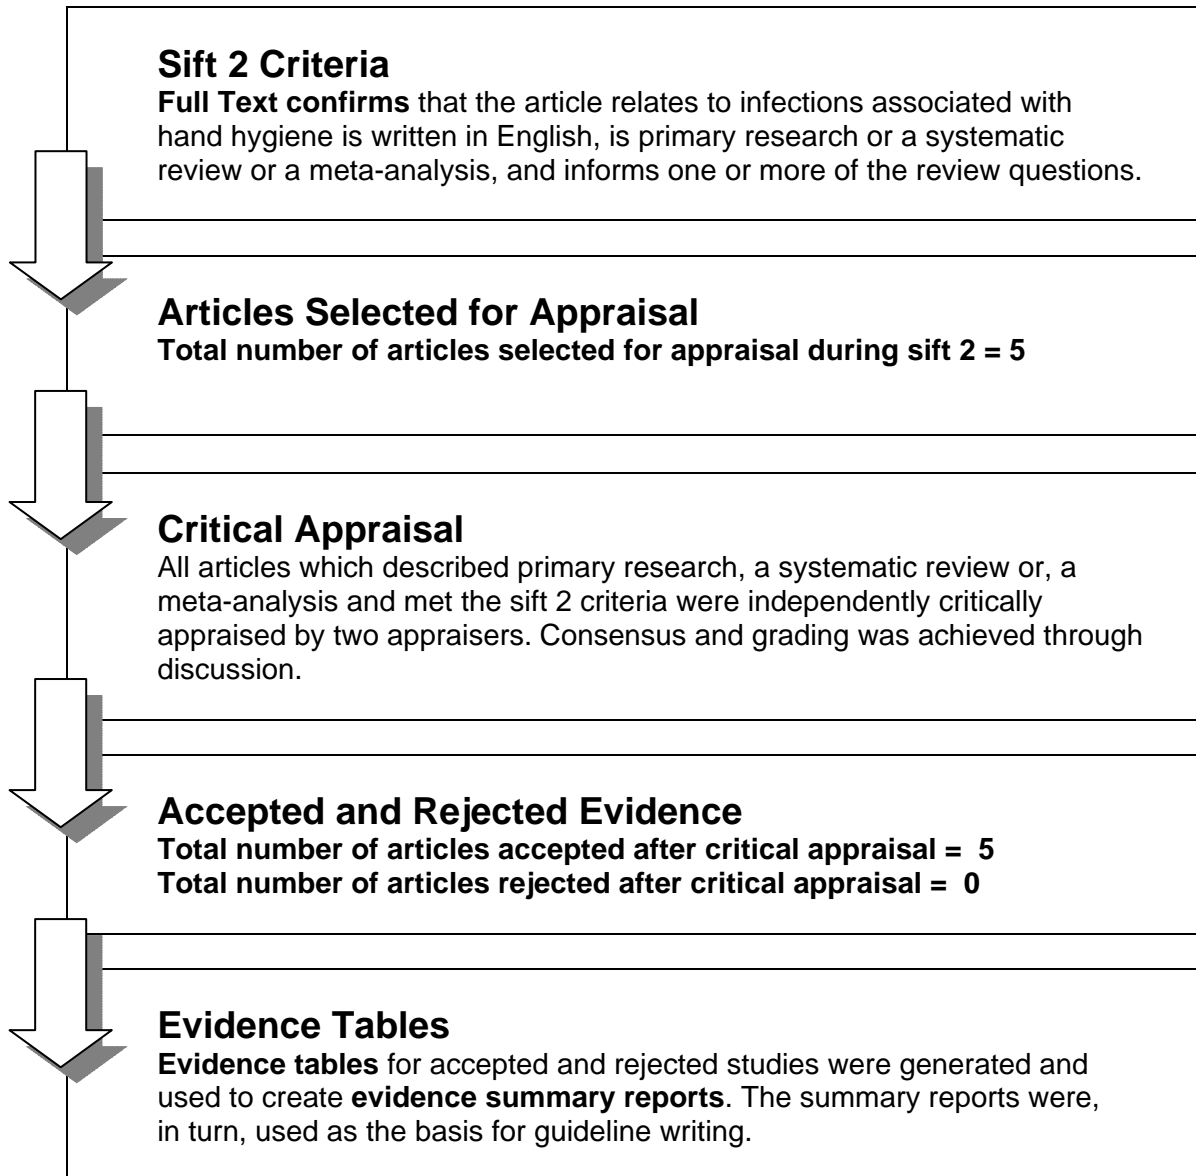 Sift 2 Criteria
Full Text confirms that the article relates to infections associated with
hand hygiene is written in English, is primary research or a systematic
review or a meta-analysis, and informs one or more of the review questions.
Articles Selected for Appraisal
Total number of articles selected for appraisal during sift 2 = 5
Critical Appraisal
All articles which described primary research, a systematic review or, a
meta-analysis and met the sift 2 criteria were independently critically
appraised by two appraisers. Consensus and grading was achieved through
discussion.
Accepted and Rejected Evidence
Total number of articles accepted after critical appraisal = 5
Total number of articles rejected after critical appraisal = 0
Evidence Tables
Evidence tables for accepted and rejected studies were generated and
used to create evidence summary reports. The summary reports were,
in turn, used as the basis for guideline writing.